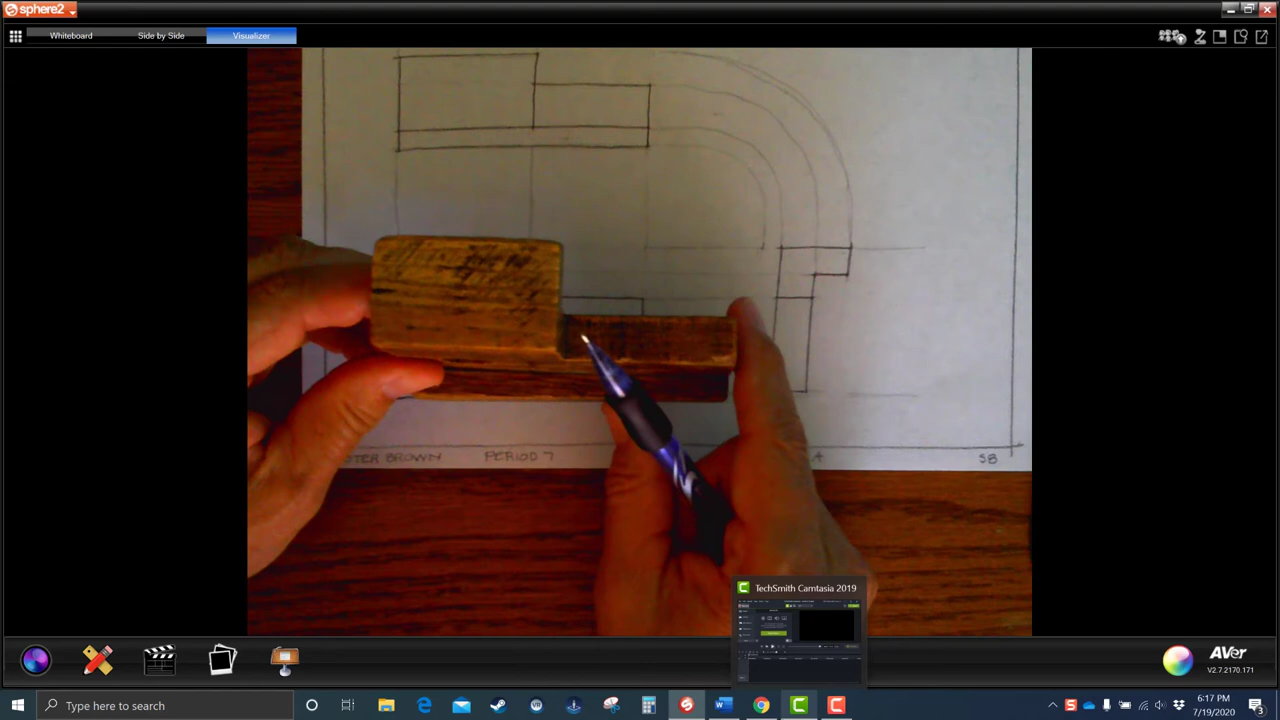 sphere2
Whiteboard
Side by Side
Visualizer
BROWN
PERIOD 7
A
SB
TechSmith Camtasia 2019
AVer
V2.7.2170.171
Type here to search
6:17 PM
7/19/2020
3